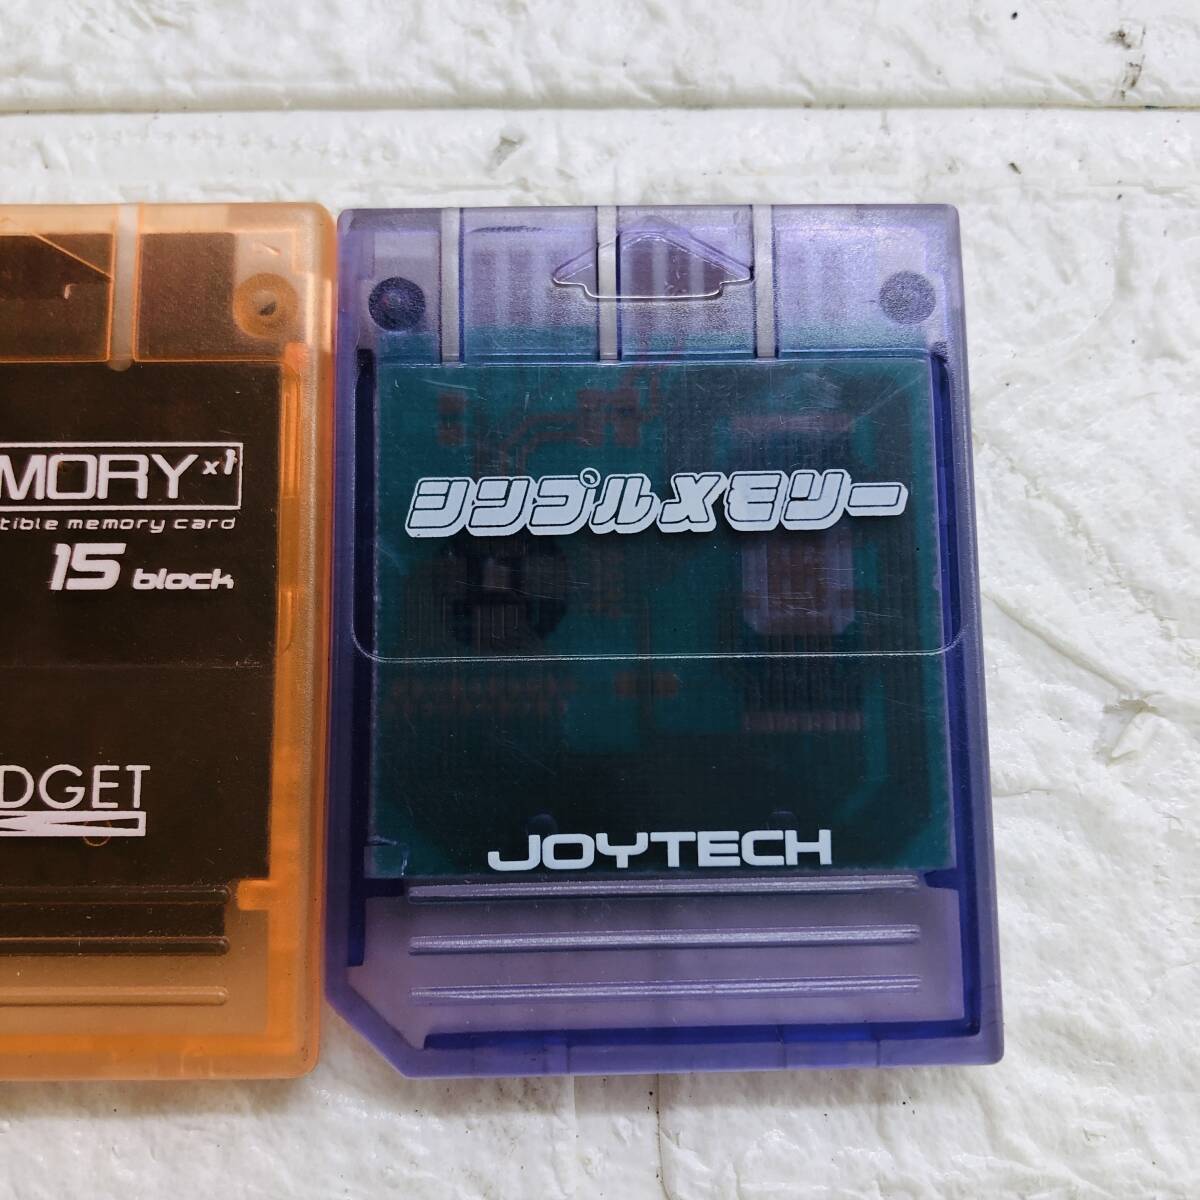 MORY x1
tible memory card
15 block
DGET
シンプルメモリー
JOYTECH